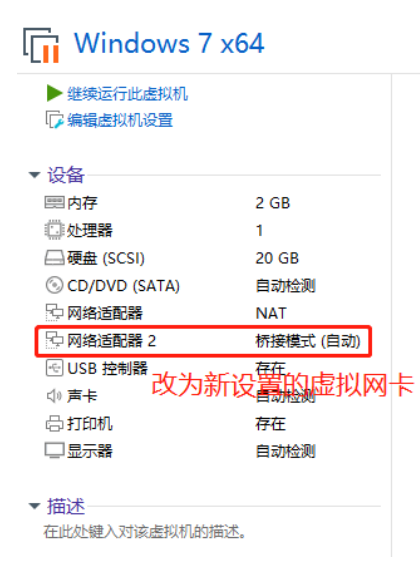 Windows 7 x64
继续运行此虚拟机
编辑虚拟机设置
设备
内存 2 GB
处理器 1
硬盘 (SCSI) 20 GB
CD/DVD (SATA) 自动检测
网络适配器 NAT
网络适配器 2 桥接模式 (自动)
USB 控制器 存在
改为新设置的虚拟网卡
声卡 自动检测
打印机 存在
显示器 自动检测
描述
在此处键入对该虚拟机的描述。